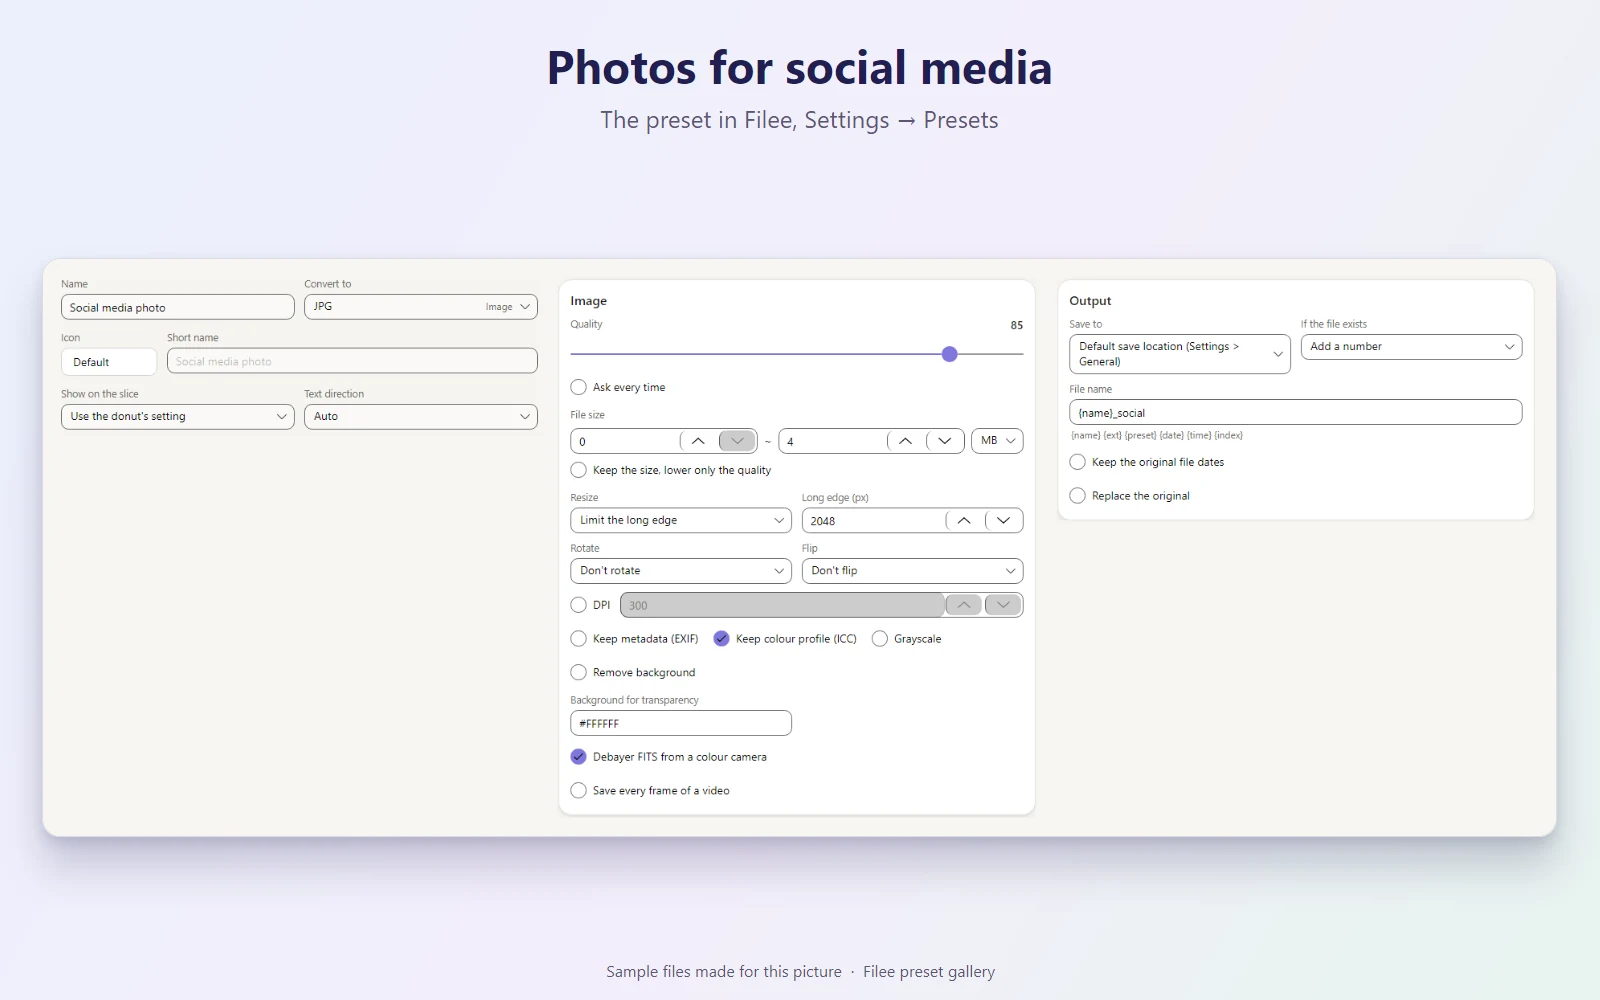 Photos for social media
The preset in Filee, Settings → Presets
Name
Convert to
Social media photo
JPG
Image
Icon
Short name
Default
Social media photo
Show on the slice
Text direction
Use the donut's setting
Auto
Image
Quality
85
Ask every time
File size
0
~
4
MB
Keep the size, lower only the quality
Resize
Long edge (px)
Limit the long edge
2048
Rotate
Flip
Don't rotate
Don't flip
DPI
300
Keep metadata (EXIF)
Keep colour profile (ICC)
Grayscale
Remove background
Background for transparency
#FFFFFF
Debayer FITS from a colour camera
Save every frame of a video
Output
Save to
If the file exists
Default save location (Settings >
General)
Add a number
File name
{name}_social
{name} {ext} {preset} {date} {time} {index}
Keep the original file dates
Replace the original
Sample files made for this picture · Filee preset gallery